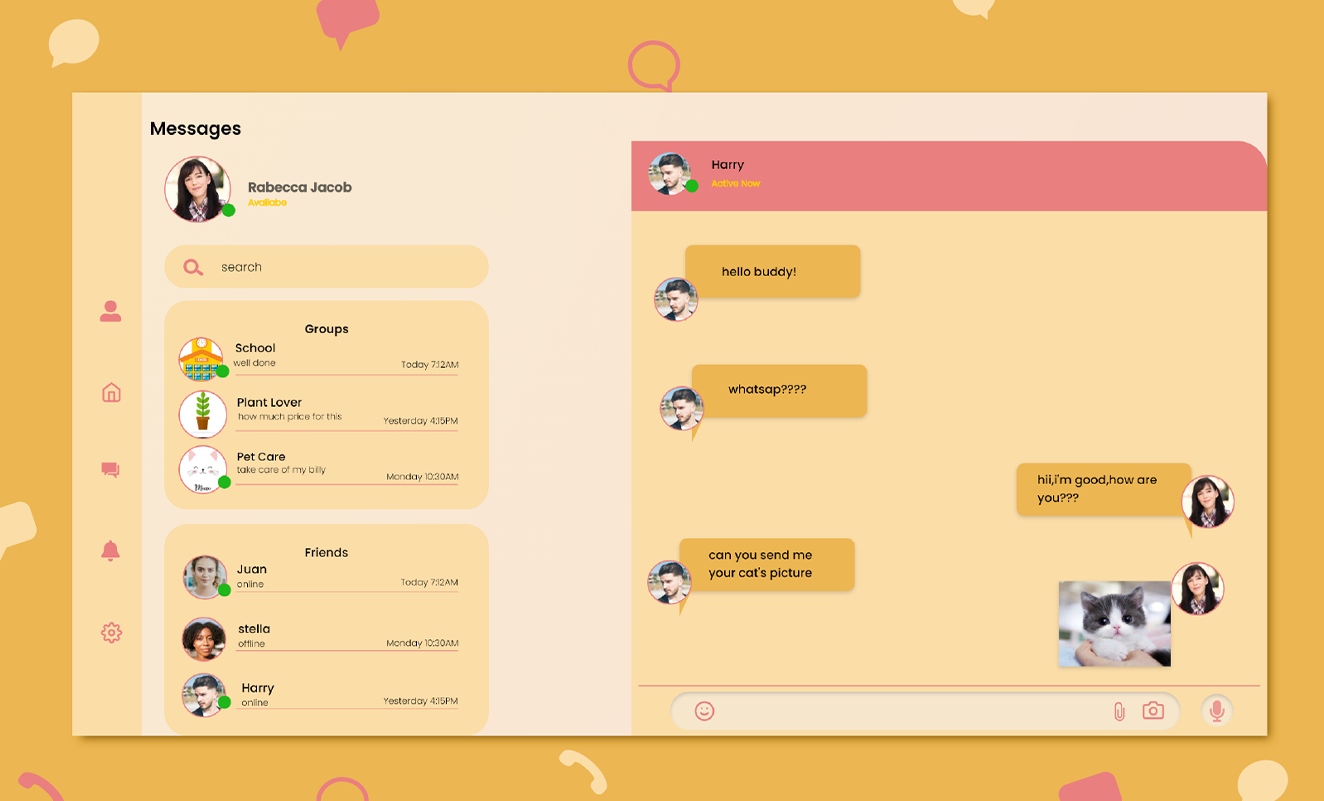 Messages
Rabecca Jacob
Availabe
search
Groups
School
well done
Today 7:12AM
Plant Lover
how much price for this
Yesterday 4:15PM
Pet Care
take care of my billy
Monday 10:30AM
Friends
Juan
online
Today 7:12AM
stella
offline
Monday 10:30AM
Harry
online
Yesterday 4:15PM
Harry
Active Now
hello buddy!
whatsap????
hii,i'm good,how are
you???
can you send me
your cat's picture